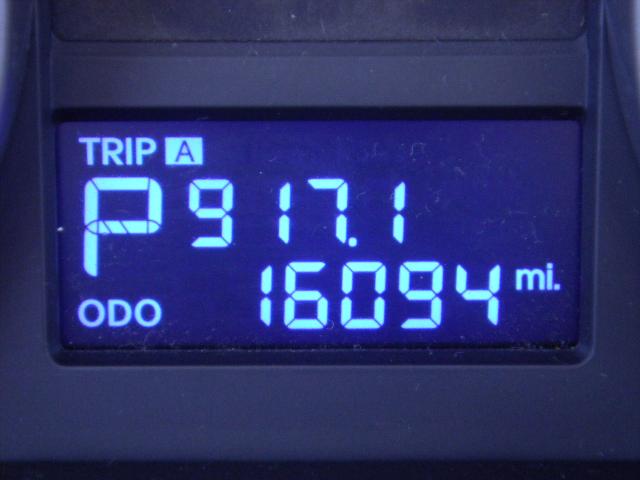 TRIP A
P 917.1
16094 mi.
ODO